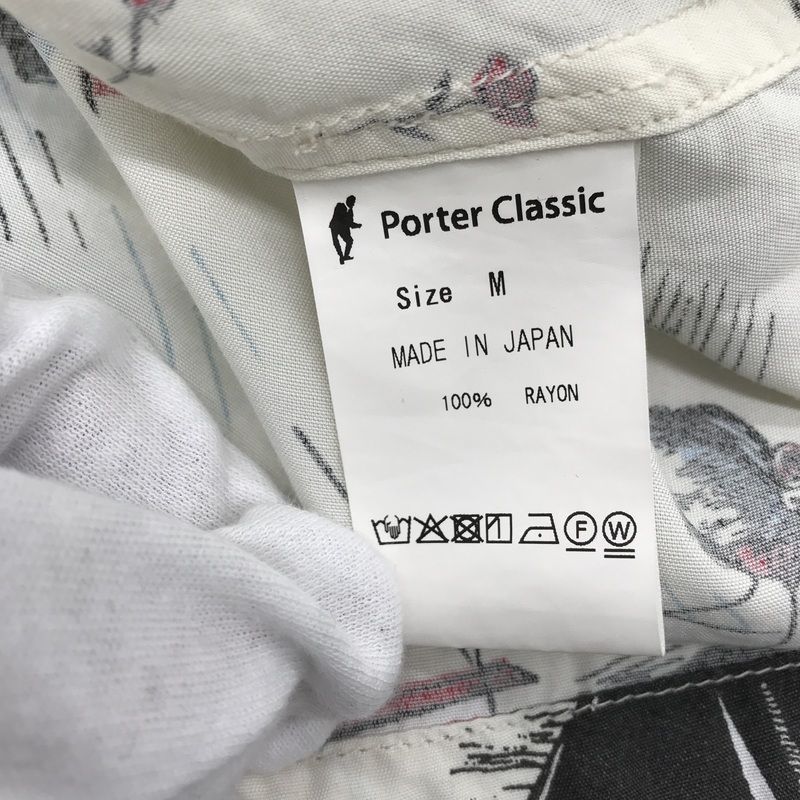 Porter Classic
Size M
MADE IN JAPAN
100% RAYON
F W